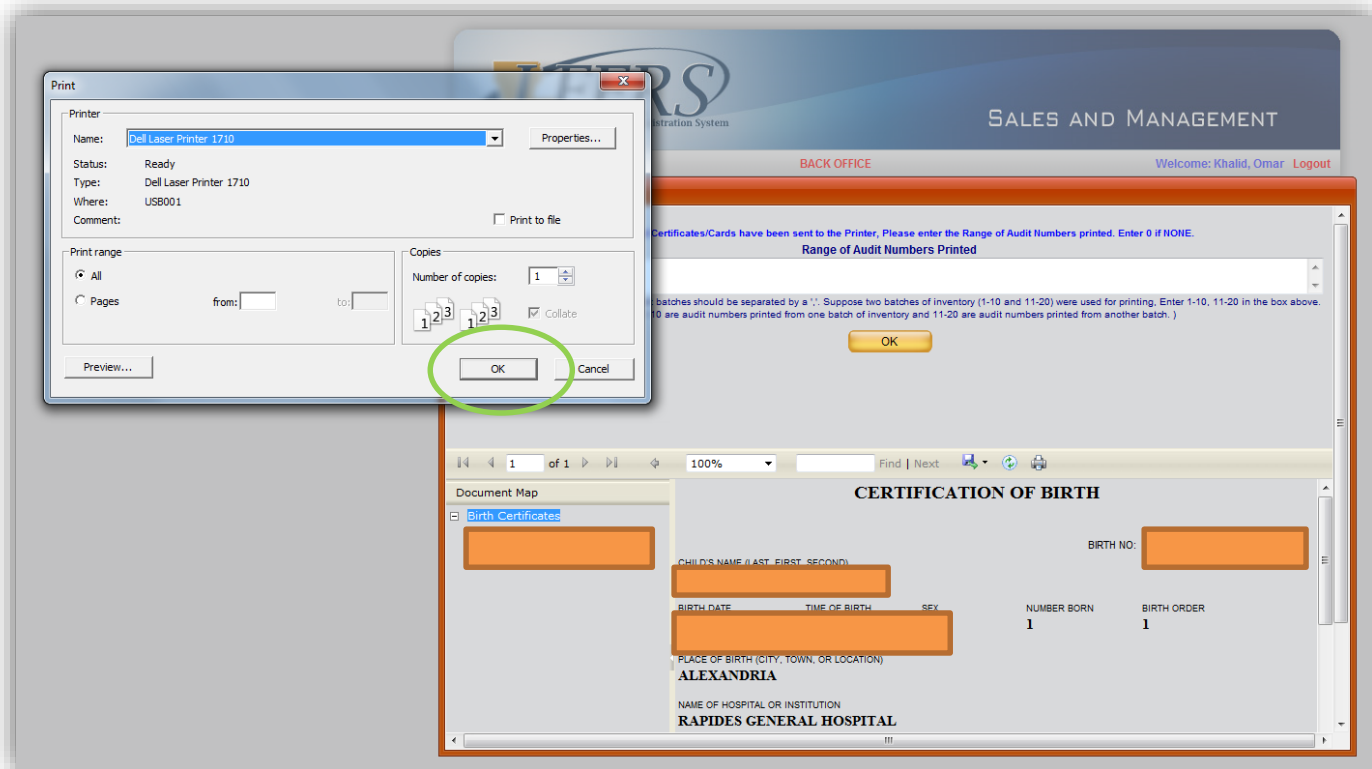 SALES AND MANAGEMENT
istration System
BACK OFFICE
Welcome: Khalid, Omar Logout
Print
Printer
Name: Dell Laser Printer 1710 Properties...
Status: Ready
Type: Dell Laser Printer 1710
Where: USB001
Comment: Print to file
Print range
All
Pages from: to:
Copies
Number of copies: 1
1 2 3 1 2 3 Collate
Preview... OK Cancel
Certificates/Cards have been sent to the Printer, Please enter the Range of Audit Numbers printed. Enter 0 if NONE.
Range of Audit Numbers Printed
batches should be separated by a ','. Suppose two batches of inventory (1-10 and 11-20) were used for printing, Enter 1-10, 11-20 in the box above.
10 are audit numbers printed from one batch of inventory and 11-20 are audit numbers printed from another batch. )
OK
1 of 1 100% Find | Next
Document Map
Birth Certificates
CERTIFICATION OF BIRTH
BIRTH NO:
CHILD'S NAME (LAST, FIRST, SECOND)
BIRTH DATE TIME OF BIRTH SEX NUMBER BORN BIRTH ORDER
1 1
PLACE OF BIRTH (CITY, TOWN, OR LOCATION)
ALEXANDRIA
NAME OF HOSPITAL OR INSTITUTION
RAPIDES GENERAL HOSPITAL